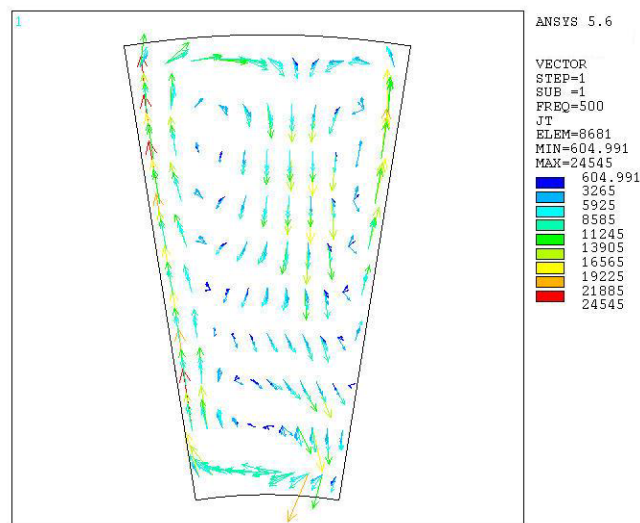 1
ANSYS 5.6
VECTOR
STEP=1
SUB =1
FREQ=500
JT
ELEM=8681
MIN=604.991
MAX=24545
604.991
3265
5925
8585
11245
13905
16565
19225
21885
24545